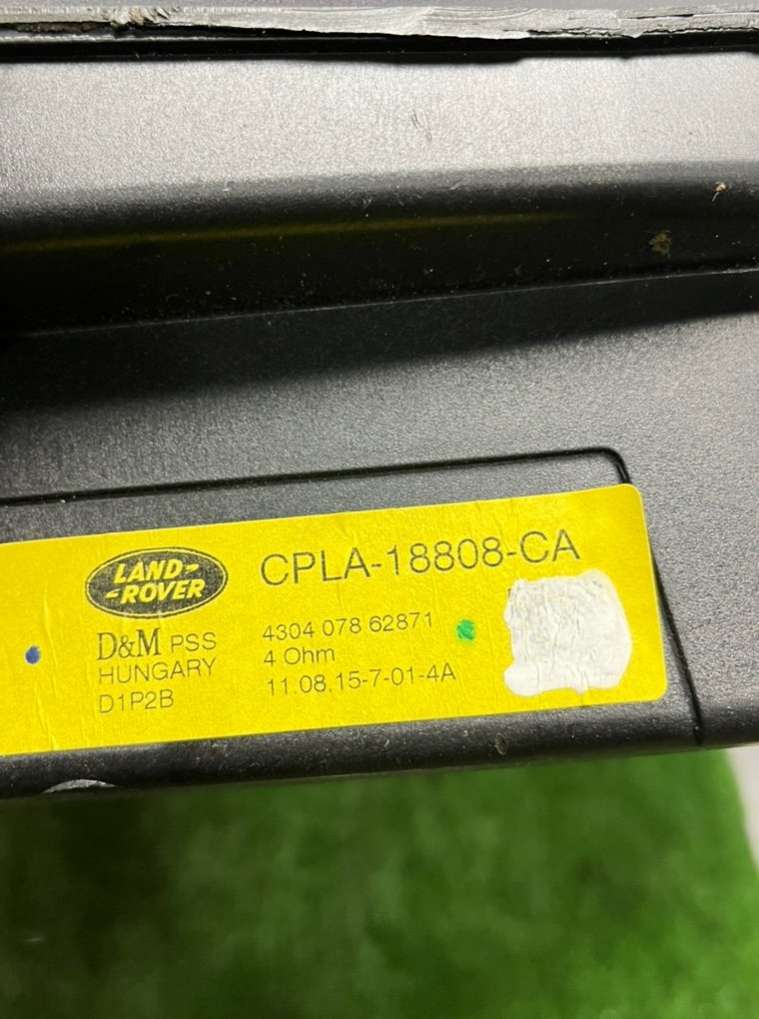 LAND-
-ROVER
CPLA-18808-CA
D&M PSS
HUNGARY
D1P2B
4304 078 62871
4 Ohm
11.08.15-7-01-4A